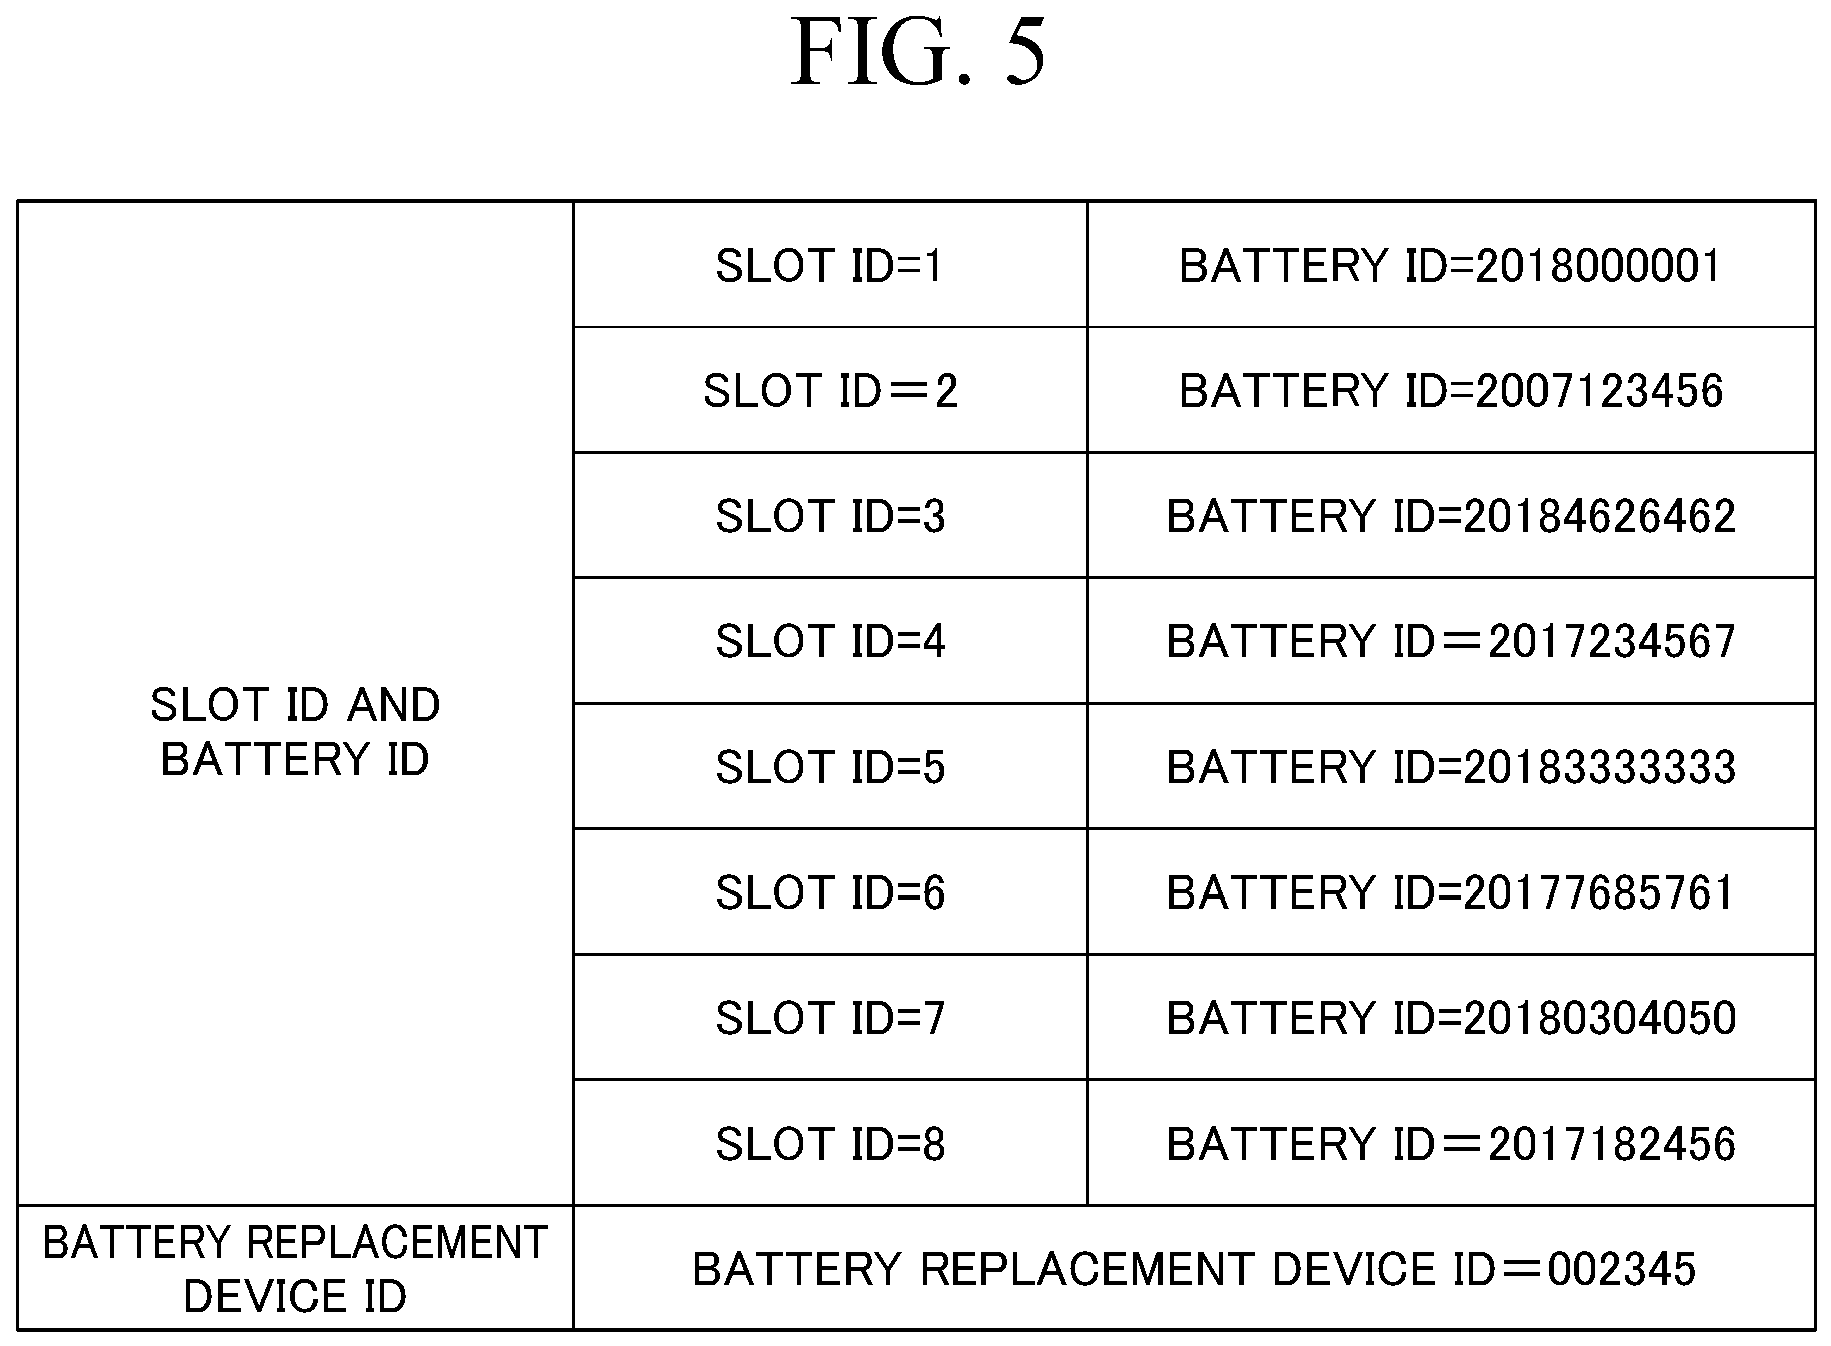 FIG. 5
SLOT ID AND
BATTERY ID
SLOT ID=1 BATTERY ID=2018000001
SLOT ID=2 BATTERY ID=2007123456
SLOT ID=3 BATTERY ID=20184626462
SLOT ID=4 BATTERY ID=2017234567
SLOT ID=5 BATTERY ID=20183333333
SLOT ID=6 BATTERY ID=20177685761
SLOT ID=7 BATTERY ID=20180304050
SLOT ID=8 BATTERY ID=2017182456
BATTERY REPLACEMENT
DEVICE ID
BATTERY REPLACEMENT DEVICE ID=002345